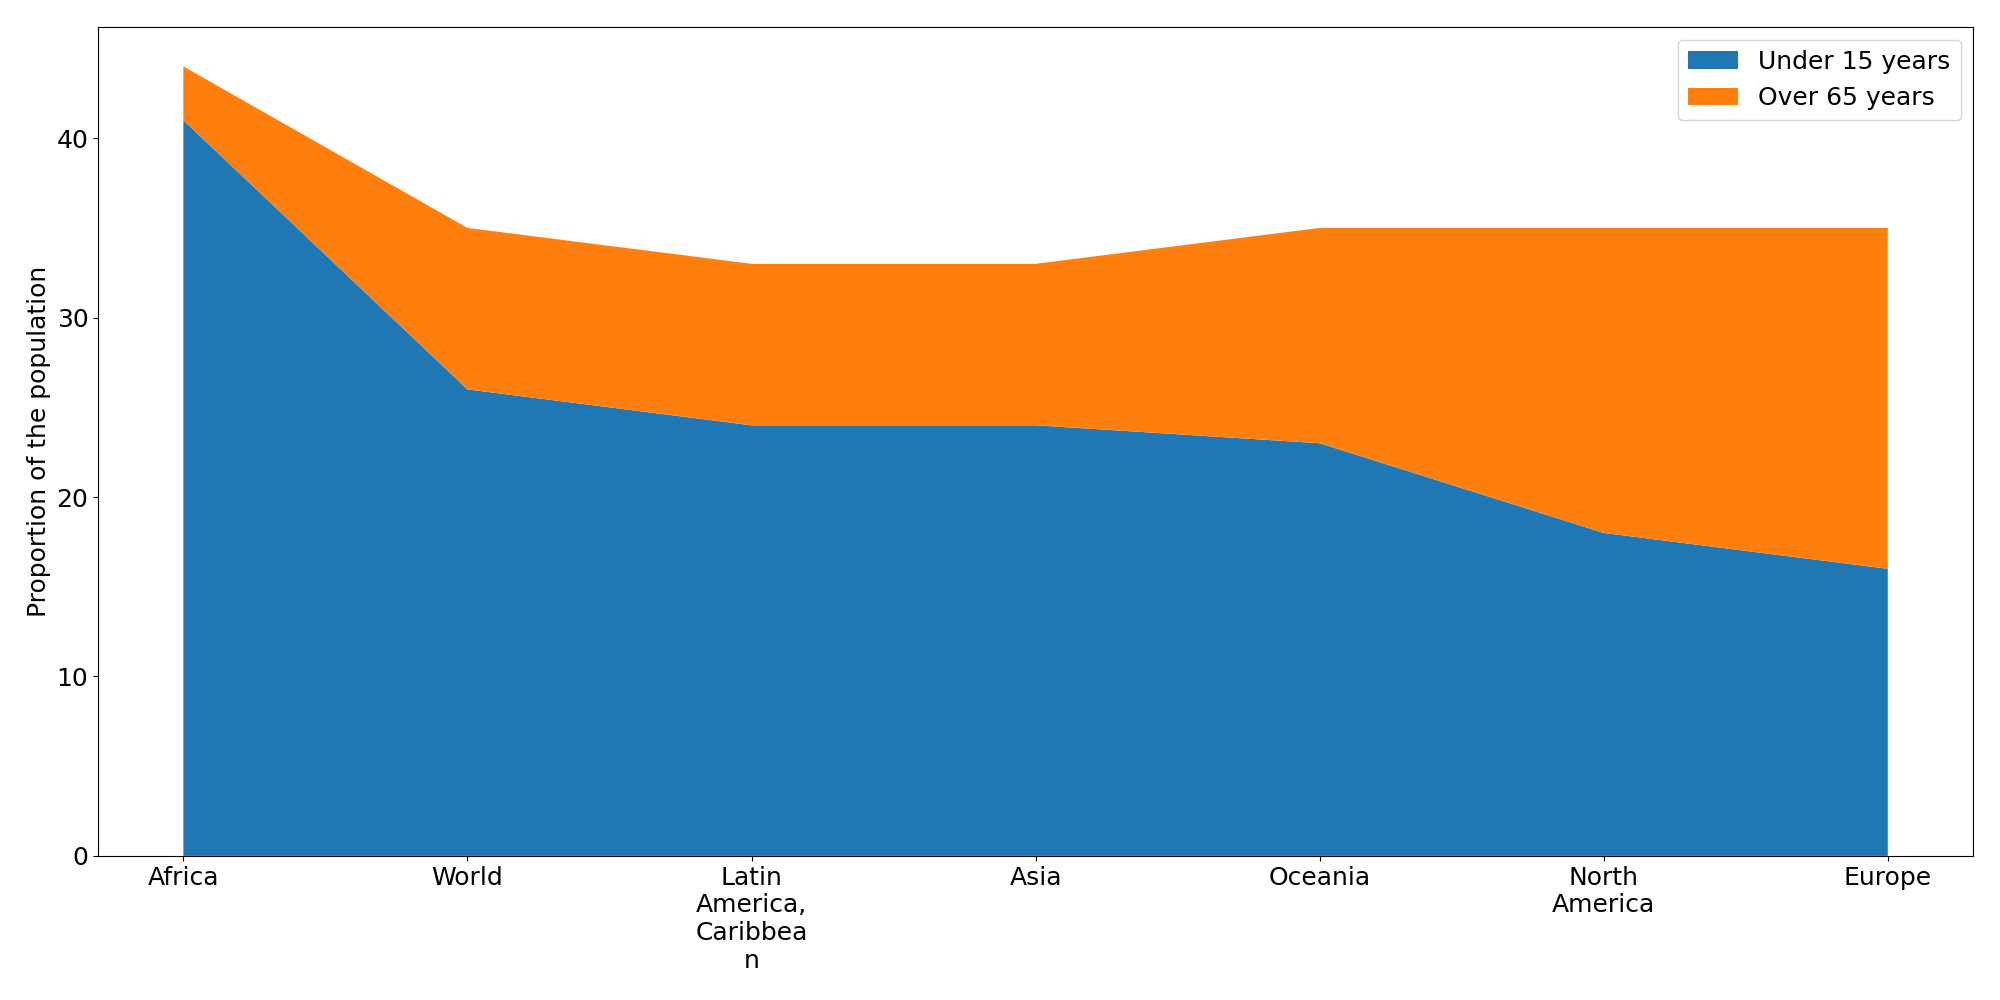 Under 15 years
Over 65 years
Proportion of the population
40
30
20
10
0
Africa
World
Latin
America,
Caribbea
n
Asia
Oceania
North
America
Europe